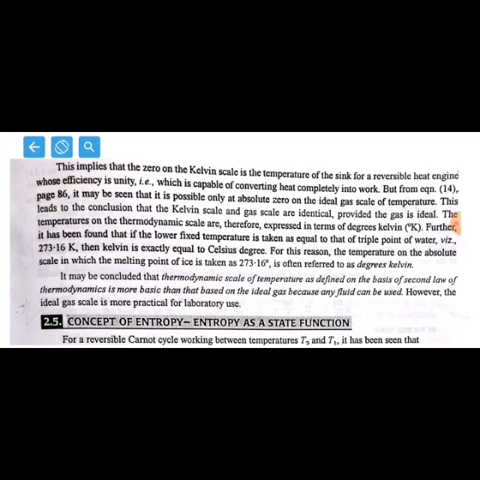 This implies that the zero on the Kelvin scale is the temperature of the sink for a reversible heat engine
whose efficiency is unity, i.e., which is capable of converting heat completely into work. But from eqn. (14),
page 86, it may be seen that it is possible only at absolute zero on the ideal gas scale of temperature. This
leads to the conclusion that the Kelvin scale and gas scale are identical, provided the gas is ideal. The
temperatures on the thermodynamic scale are, therefore, expressed in terms of degrees kelvin (°K). Further,
it has been found that if the lower fixed temperature is taken as equal to that of triple point of water, viz.,
273·16 K, then kelvin is exactly equal to Celsius degree. For this reason, the temperature on the absolute
scale in which the melting point of ice is taken as 273·16°, is often referred to as degrees kelvin.
It may be concluded that thermodynamic scale of temperature as defined on the basis of second law of
thermodynamics is more basic than that based on the ideal gas because any fluid can be used. However, the
ideal gas scale is more practical for laboratory use.
2.5. CONCEPT OF ENTROPY– ENTROPY AS A STATE FUNCTION
For a reversible Carnot cycle working between temperatures T₂ and T₁, it has been seen that